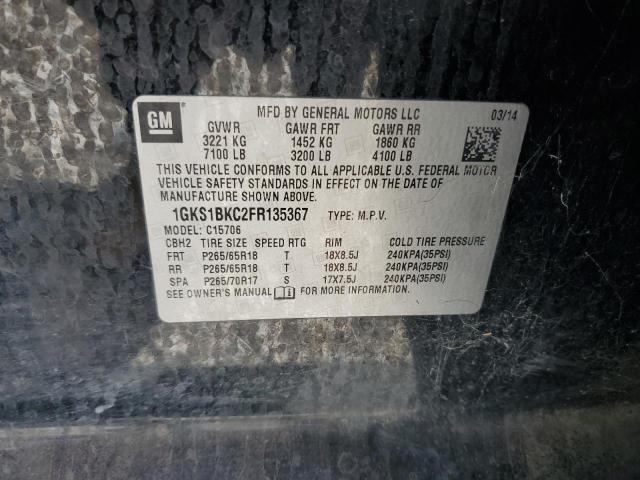 GM
MFD BY GENERAL MOTORS LLC 03/14
GVWR GAWR FRT GAWR RR
3221 KG 1452 KG 1860 KG
7100 LB 3200 LB 4100 LB
THIS VEHICLE CONFORMS TO ALL APPLICABLE U.S. FEDERAL MOTOR
VEHICLE SAFETY STANDARDS IN EFFECT ON THE DATE OF
MANUFACTURE SHOWN ABOVE.
1GKS1BKC2FR135367 TYPE: M.P.V.
MODEL: C15706
CBH2 TIRE SIZE SPEED RTG RIM COLD TIRE PRESSURE
FRT P265/65R18 T 18X8.5J 240KPA(35PSI)
RR P265/65R18 T 18X8.5J 240KPA(35PSI)
SPA P265/70R17 S 17X7.5J 240KPA(35PSI)
SEE OWNER'S MANUAL FOR MORE INFORMATION.